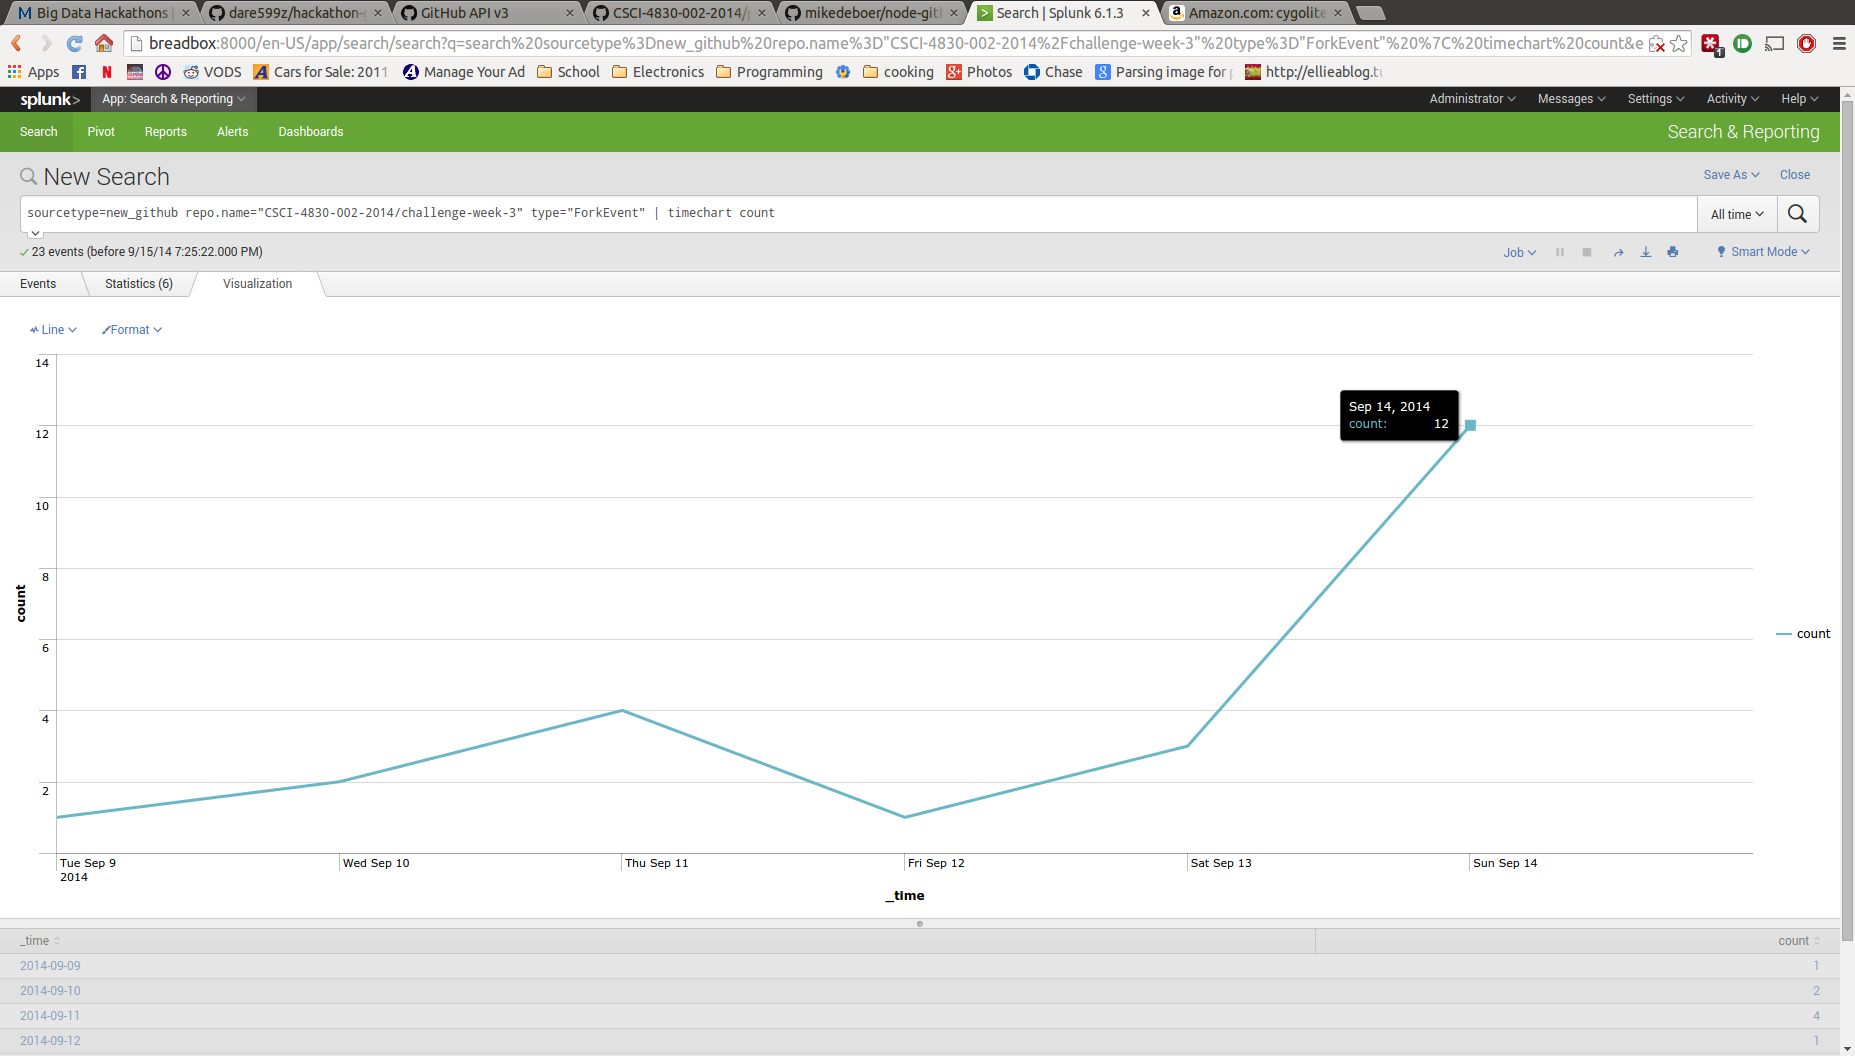 Big Data Hackathons |
dare599z/hackathon-
GitHub API v3
CSCI-4830-002-2014/
mikedeboer/node-git
Search | Splunk 6.1.3
Amazon.com: cygolite
breadbox:8000/en-US/app/search/search?q=search%20sourcetype%3Dnew_github%20repo.name%3D"CSCI-4830-002-2014%2Fchallenge-week-3"%20type%3D"ForkEvent"%20%7C%20timechart%20count&e
Apps VODS Cars for Sale: 2011 Manage Your Ad School Electronics Programming cooking Photos Chase Parsing image for http://ellieablog.tu
splunk> App: Search & Reporting Administrator Messages Settings Activity Help
Search Pivot Reports Alerts Dashboards Search & Reporting
New Search Save As Close
sourcetype=new_github repo.name="CSCI-4830-002-2014/challenge-week-3" type="ForkEvent" | timechart count All time
23 events (before 9/15/14 7:25:22.000 PM) Job Smart Mode
Events Statistics (6) Visualization
Line Format
14
12
10
8
6
4
2
count
Sep 14, 2014
count: 12
count
Tue Sep 9 Wed Sep 10 Thu Sep 11 Fri Sep 12 Sat Sep 13 Sun Sep 14
2014
_time
_time count
2014-09-09 1
2014-09-10 2
2014-09-11 4
2014-09-12 1